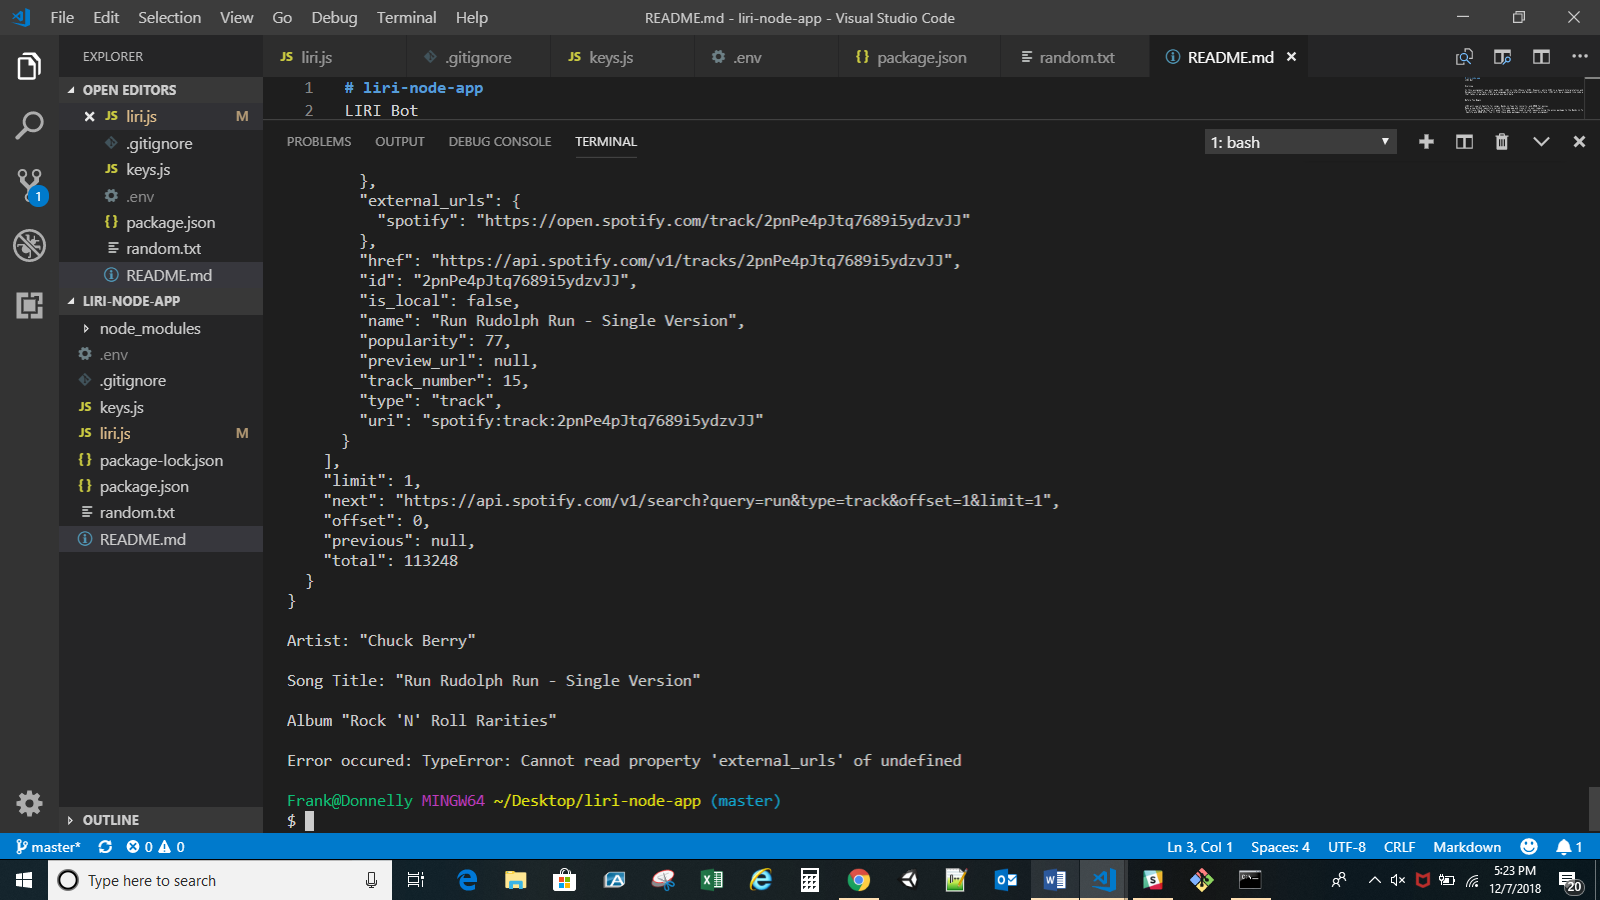 File Edit Selection View Go Debug Terminal Help
README.md - liri-node-app - Visual Studio Code
EXPLORER
JS liri.js
.gitignore
JS keys.js
.env
{} package.json
random.txt
README.md
OPEN EDITORS
JS liri.js M
.gitignore
JS keys.js
.env
{} package.json
random.txt
README.md
LIRI-NODE-APP
node_modules
.env
.gitignore
JS keys.js
JS liri.js M
{} package-lock.json
{} package.json
random.txt
README.md
OUTLINE
1
1 # liri-node-app
2 LIRI Bot
PROBLEMS OUTPUT DEBUG CONSOLE TERMINAL
1: bash
},
"external_urls": {
"spotify": "https://open.spotify.com/track/2pnPe4pJtq7689i5ydzvJJ"
},
"href": "https://api.spotify.com/v1/tracks/2pnPe4pJtq7689i5ydzvJJ",
"id": "2pnPe4pJtq7689i5ydzvJJ",
"is_local": false,
"name": "Run Rudolph Run - Single Version",
"popularity": 77,
"preview_url": null,
"track_number": 15,
"type": "track",
"uri": "spotify:track:2pnPe4pJtq7689i5ydzvJJ"
}
],
"limit": 1,
"next": "https://api.spotify.com/v1/search?query=run&type=track&offset=1&limit=1",
"offset": 0,
"previous": null,
"total": 113248
}
}
Artist: "Chuck Berry"
Song Title: "Run Rudolph Run - Single Version"
Album "Rock 'N' Roll Rarities"
Error occured: TypeError: Cannot read property 'external_urls' of undefined
Frank@Donnelly MINGW64 ~/Desktop/liri-node-app (master)
$
master* 0 0
Ln 3, Col 1 Spaces: 4 UTF-8 CRLF Markdown 1
Type here to search
5:23 PM
12/7/2018
20